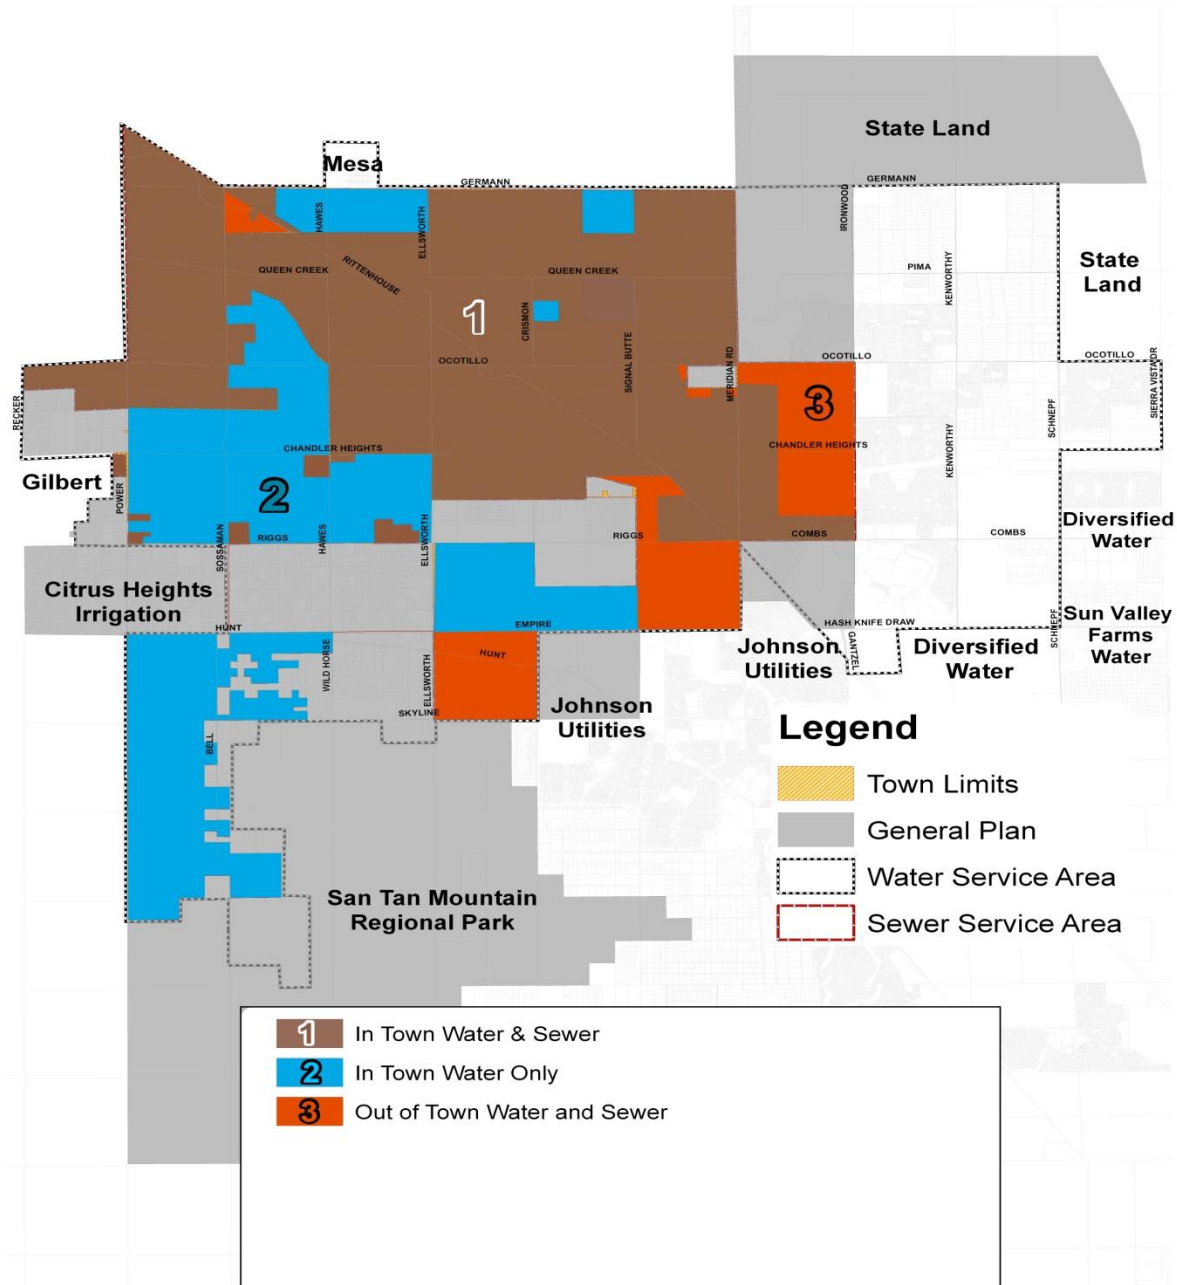 State Land
Mesa
GERMANN
GERMANN
HAWES
ELLSWORTH
IRONWOOD
QUEEN CREEK
RITTENHOUSE
QUEEN CREEK
PIMA
KENWORTHY
State
Land
1
CRISMON
OCOTILLO
SIGNAL BUTTE
MERIDIAN RD
OCOTILLO
OCOTILLO
SIERRA VISTA DR
RECKER
3
SCHNEPF
CHANDLER HEIGHTS
CHANDLER HEIGHTS
KENWORTHY
Gilbert
POWER
2
SOSSAMAN
RIGGS
HAWES
ELLSWORTH
RIGGS
COMBS
COMBS
Diversified
Water
Citrus Heights
Irrigation
HUNT
EMPIRE
HASH KNIFE DRAW
Sun Valley
Farms
Water
SCHNEPF
WILD HORSE
ELLSWORTH
HUNT
Johnson
Utilities
GANTZEL
Diversified
Water
SKYLINE
Johnson
Utilities
BELL
Legend
Town Limits
General Plan
Water Service Area
Sewer Service Area
San Tan Mountain
Regional Park
1 In Town Water & Sewer
2 In Town Water Only
3 Out of Town Water and Sewer